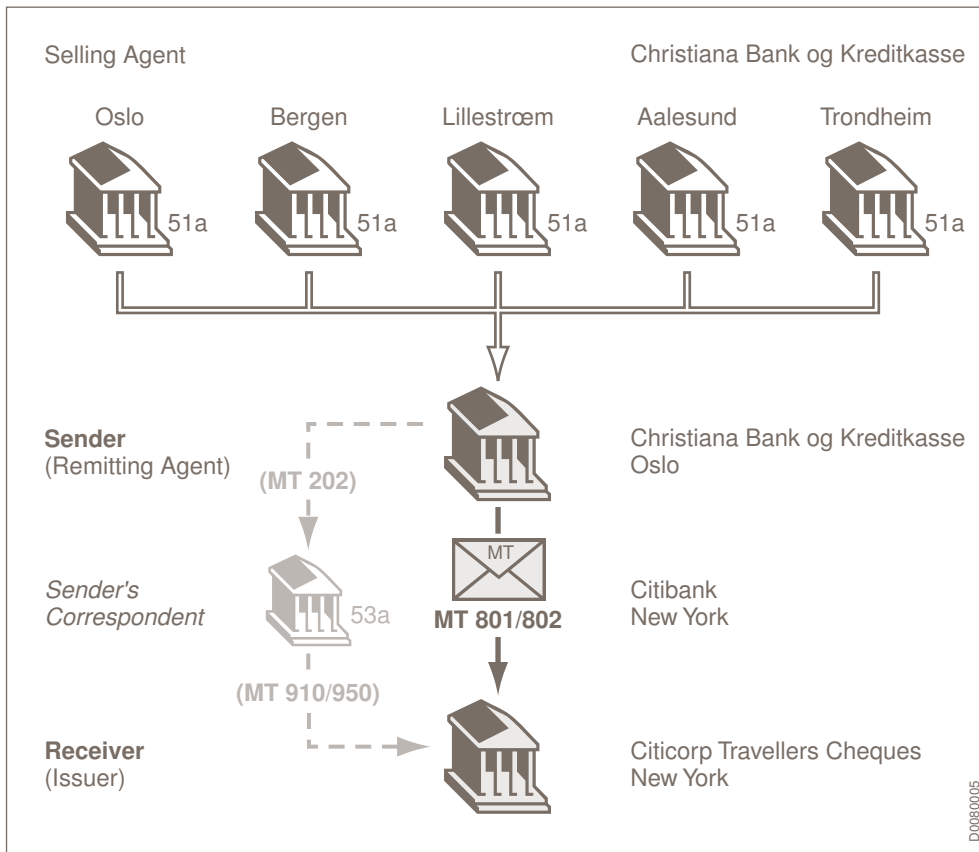 Selling Agent
Christiana Bank og Kreditkasse
Oslo
Bergen
Lillestrœm
Aalesund
Trondheim
51a
51a
51a
51a
51a
Sender
(Remitting Agent)
Christiana Bank og Kreditkasse
Oslo
(MT 202)
MT
Sender's
Correspondent
53a
MT 801/802
Citibank
New York
(MT 910/950)
Receiver
(Issuer)
Citicorp Travellers Cheques
New York
D0080005